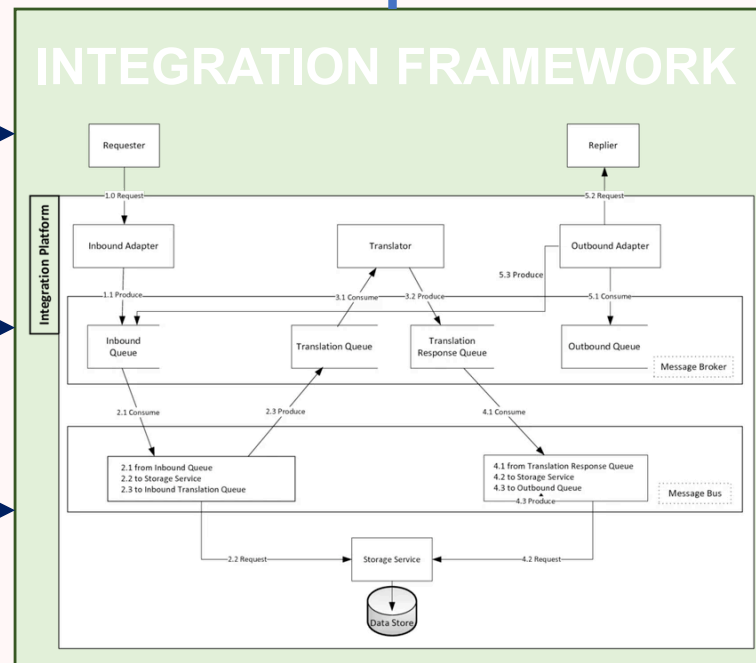 INTEGRATION FRAMEWORK
Requester
Replier
1.0 Request
5.2 Request
Integration Platform
Inbound Adapter
Translator
Outbound Adapter
5.3 Produce
1.1 Produce
3.1 Consume
3.2 Produce
5.1 Consume
Inbound
Queue
Translation Queue
Translation
Response Queue
Outbound Queue
Message Broker
2.1 Consume
2.3 Produce
4.1 Consume
2.1 from Inbound Queue
2.2 to Storage Service
2.3 to Inbound Translation Queue
4.1 from Translation Response Queue
4.2 to Storage Service
4.3 to Outbound Queue
4.3 Produce
Message Bus
2.2 Request
Storage Service
4.2 Request
Data Store